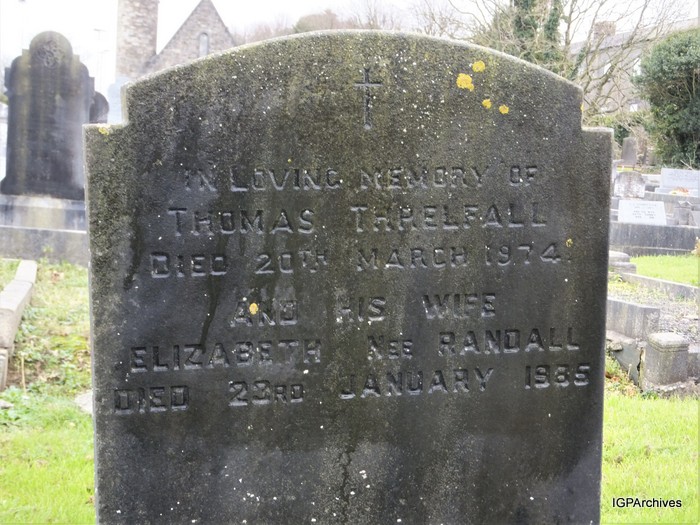 IN LOVING MEMORY OF
THOMAS THRELFALL
DIED 20TH MARCH 1974
AND HIS WIFE
ELIZABETH NEE RANDALL
DIED 23RD JANUARY 1985
IGPArchives